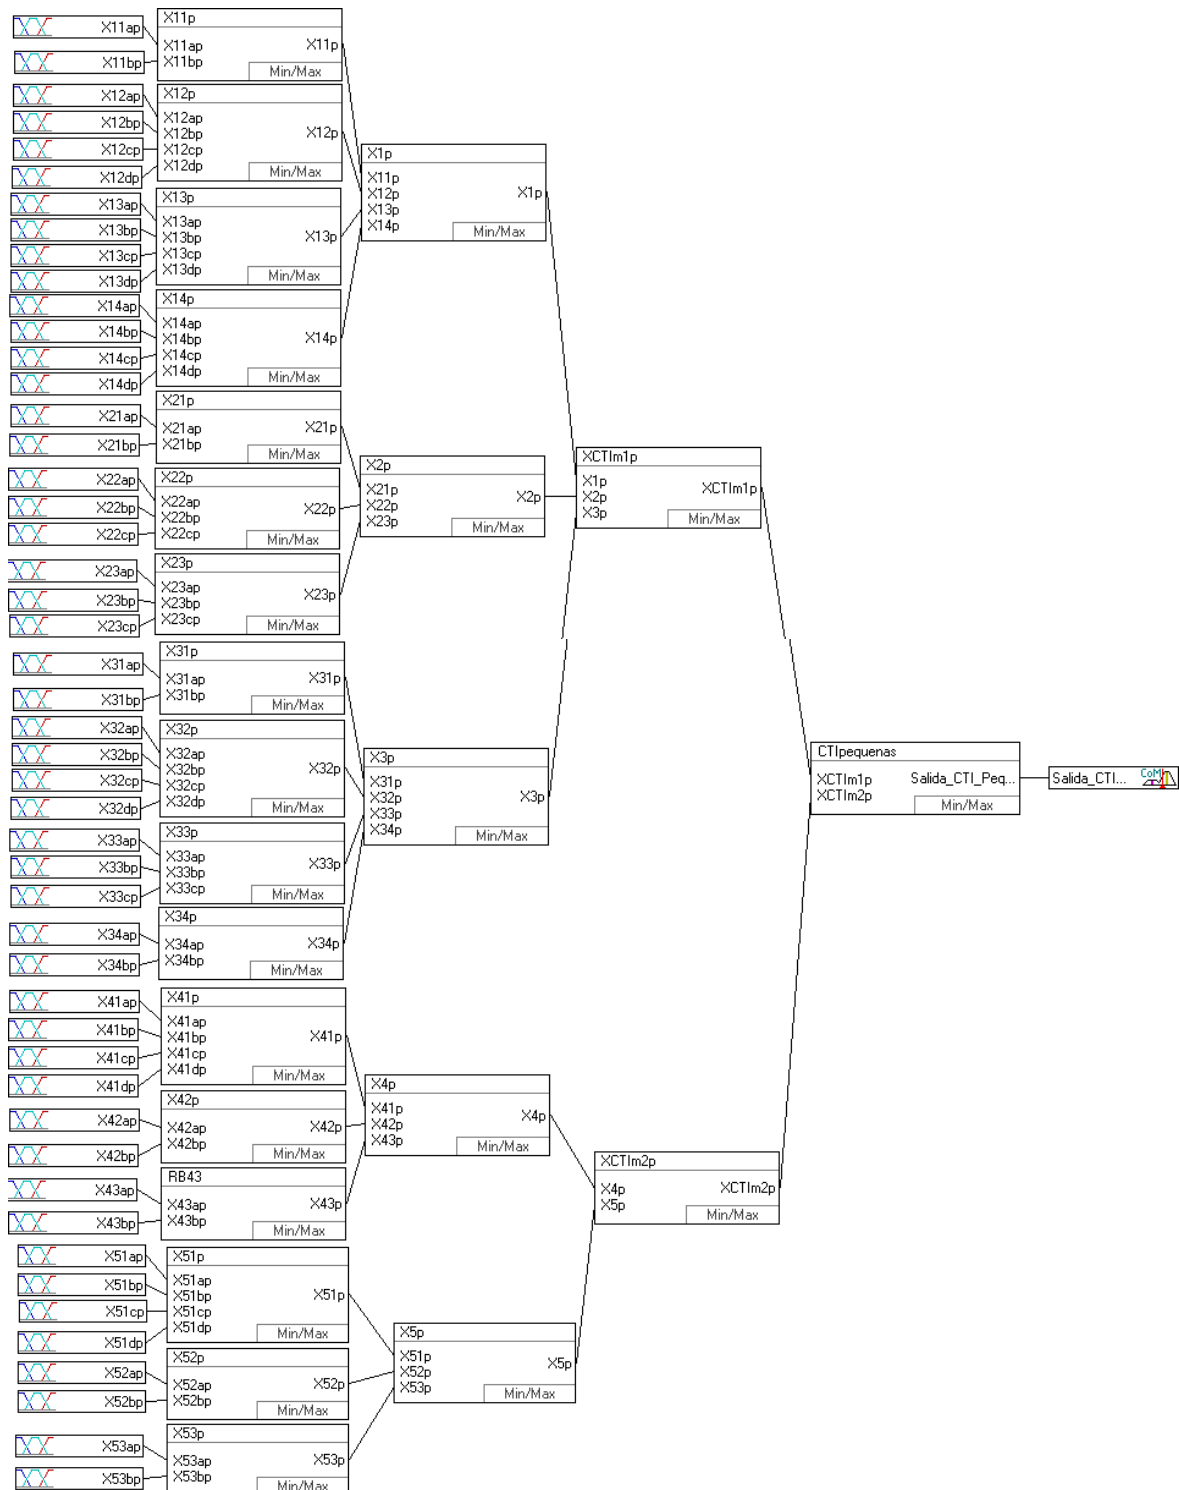 X11ap
X11bp
X11p
X11ap
X11bp
X11p
Min/Max
X12ap
X12bp
X12cp
X12dp
X12p
X12ap
X12bp
X12cp
X12dp
X12p
Min/Max
X13ap
X13bp
X13cp
X13dp
X13p
X13ap
X13bp
X13cp
X13dp
X13p
Min/Max
X14ap
X14bp
X14cp
X14dp
X14p
X14ap
X14bp
X14cp
X14dp
X14p
Min/Max
X1p
X11p
X12p
X13p
X14p
X1p
Min/Max
X21ap
X21bp
X21p
X21ap
X21bp
X21p
Min/Max
X22ap
X22bp
X22cp
X22p
X22ap
X22bp
X22cp
X22p
Min/Max
X23ap
X23bp
X23cp
X23p
X23ap
X23bp
X23cp
X23p
Min/Max
X2p
X21p
X22p
X23p
X2p
Min/Max
X31ap
X31bp
X31p
X31ap
X31bp
X31p
Min/Max
X32ap
X32bp
X32cp
X32dp
X32p
X32ap
X32bp
X32cp
X32dp
X32p
Min/Max
X33ap
X33bp
X33cp
X33p
X33ap
X33bp
X33cp
X33p
Min/Max
X34ap
X34bp
X34p
X34ap
X34bp
X34p
Min/Max
X3p
X31p
X32p
X33p
X34p
X3p
Min/Max
XCTIm1p
X1p
X2p
X3p
XCTIm1p
Min/Max
X41ap
X41bp
X41cp
X41dp
X41p
X41ap
X41bp
X41cp
X41dp
X41p
Min/Max
X42ap
X42bp
X42p
X42ap
X42bp
X42p
Min/Max
X43ap
X43bp
RB43
X43ap
X43bp
X43p
Min/Max
X4p
X41p
X42p
X43p
X4p
Min/Max
X51ap
X51bp
X51cp
X51dp
X51p
X51ap
X51bp
X51cp
X51dp
X51p
Min/Max
X52ap
X52bp
X52p
X52ap
X52bp
X52p
Min/Max
X53ap
X53bp
X53p
X53ap
X53bp
X53p
Min/Max
X5p
X51p
X52p
X53p
X5p
Min/Max
XCTIm2p
X4p
X5p
XCTIm2p
Min/Max
CTIpequenas
XCTIm1p
XCTIm2p
Salida_CTI_Peq...
Min/Max
Salida_CTI...
CoM